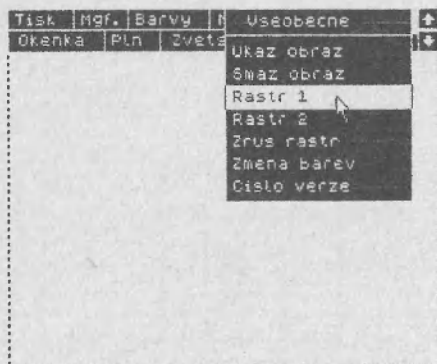 Tisk Mgf. Barvy Vseobecne
Okenka Pln Zvets
Ukaz obraz
Smaz obraz
Rastr 1
Rastr 2
Zrus rastr
Zmena barev
Cislo verze